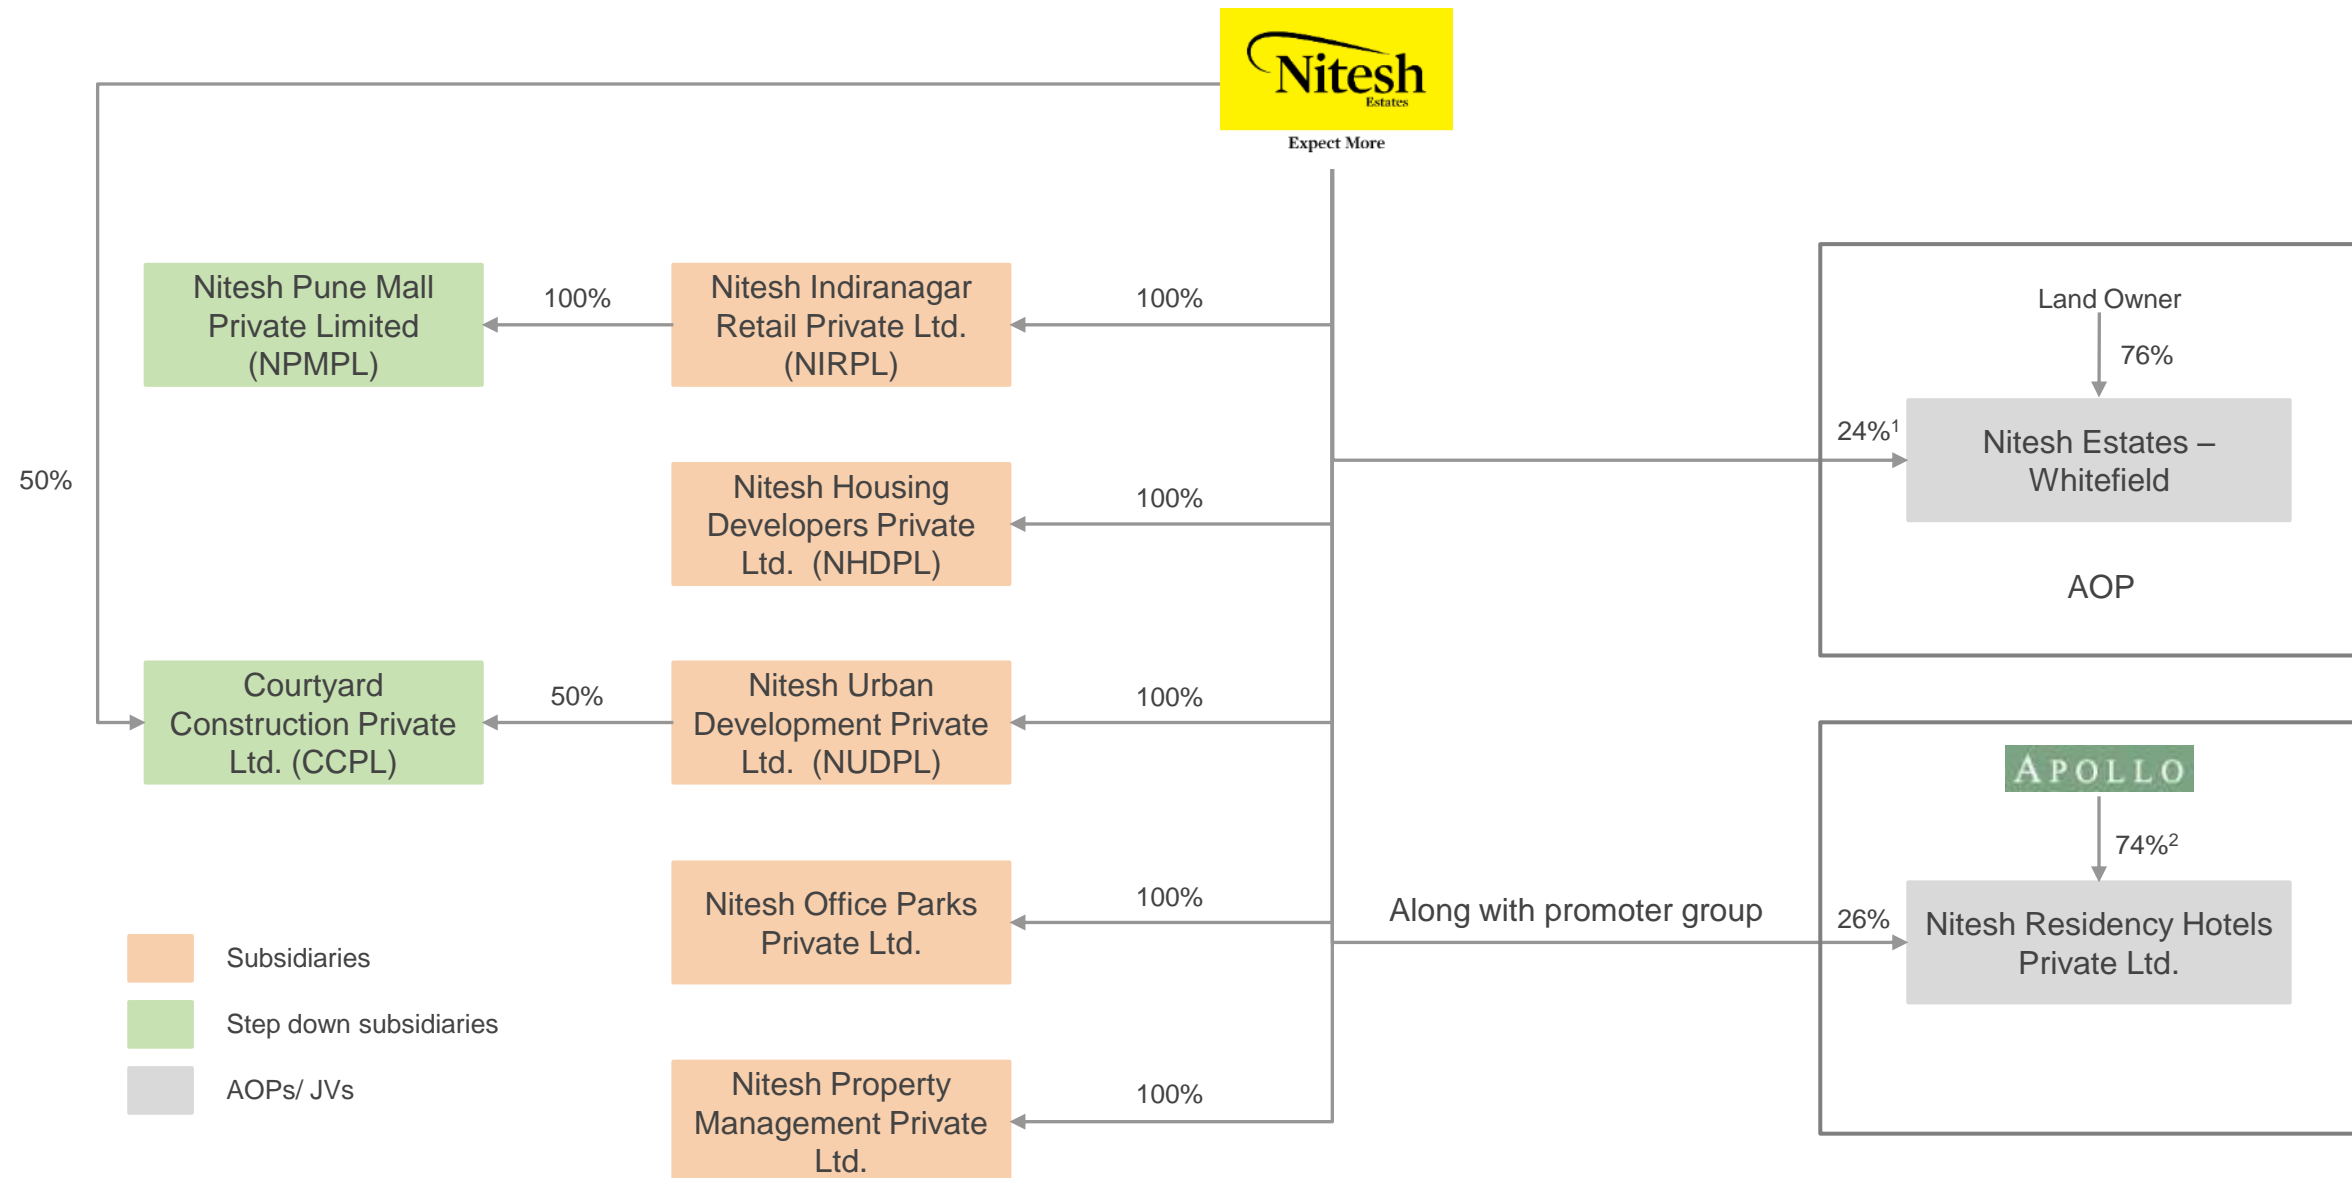 Nitesh
Estates
Expect More
Nitesh Pune Mall
Private Limited
(NPMPL)
100%
Nitesh Indiranagar
Retail Private Ltd.
(NIRPL)
100%
Land Owner
76%
24%1
Nitesh Estates –
Whitefield
AOP
50%
Nitesh Housing
Developers Private
Ltd. (NHDPL)
100%
Courtyard
Construction Private
Ltd. (CCPL)
50%
Nitesh Urban
Development Private
Ltd. (NUDPL)
100%
APOLLO
74%2
Nitesh Office Parks
Private Ltd.
100%
Along with promoter group
26%
Nitesh Residency Hotels
Private Ltd.
Subsidiaries
Step down subsidiaries
AOPs/ JVs
Nitesh Property
Management Private
Ltd.
100%